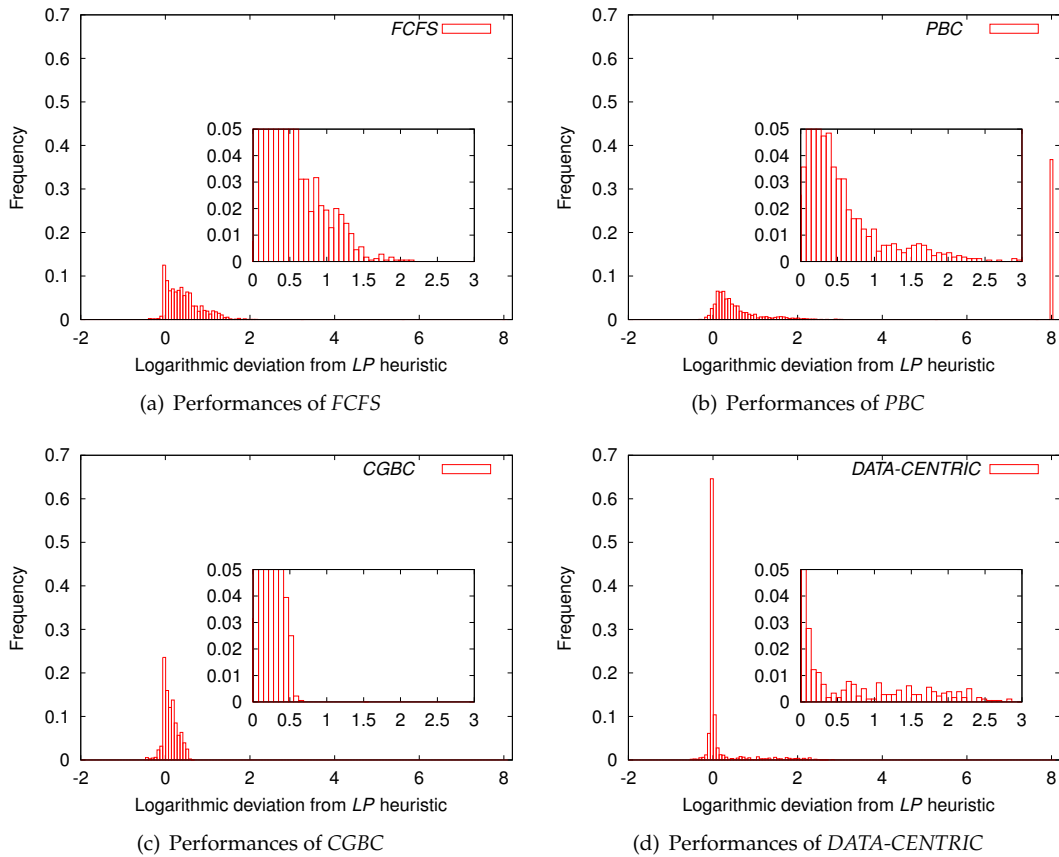 0.7
0.6
0.5
0.4
0.3
0.2
0.1
0
Frequency
FCFS
0.05
0.04
0.03
0.02
0.01
0
0 0.5 1 1.5 2 2.5 3
-2 0 2 4 6 8
Logarithmic deviation from LP heuristic
(a) Performances of FCFS
0.7
0.6
0.5
0.4
0.3
0.2
0.1
0
Frequency
PBC
0.05
0.04
0.03
0.02
0.01
0
0 0.5 1 1.5 2 2.5 3
-2 0 2 4 6 8
Logarithmic deviation from LP heuristic
(b) Performances of PBC
0.7
0.6
0.5
0.4
0.3
0.2
0.1
0
Frequency
CGBC
0.05
0.04
0.03
0.02
0.01
0
0 0.5 1 1.5 2 2.5 3
-2 0 2 4 6 8
Logarithmic deviation from LP heuristic
(c) Performances of CGBC
0.7
0.6
0.5
0.4
0.3
0.2
0.1
0
Frequency
DATA-CENTRIC
0.05
0.04
0.03
0.02
0.01
0
0 0.5 1 1.5 2 2.5 3
-2 0 2 4 6 8
Logarithmic deviation from LP heuristic
(d) Performances of DATA-CENTRIC